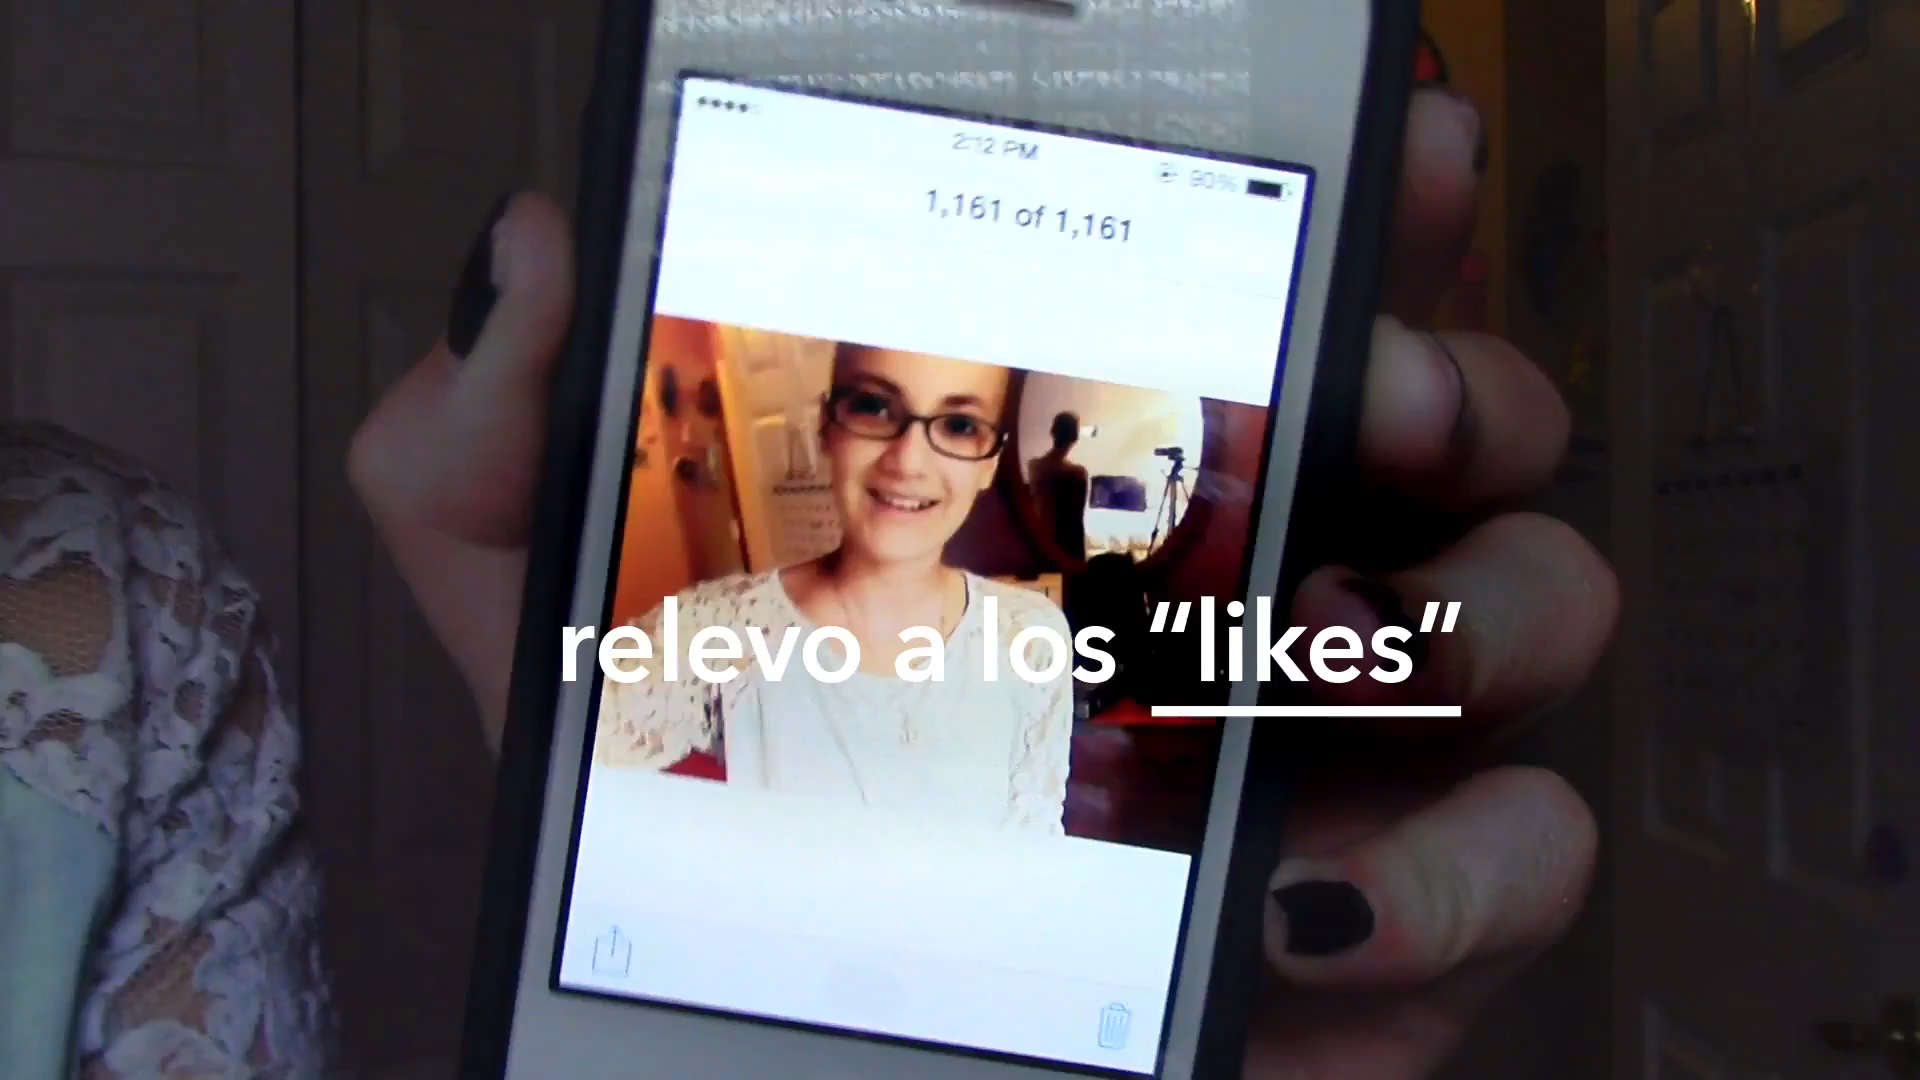 2:12 PM
90%
1,161 of 1,161
relevo a los “likes”